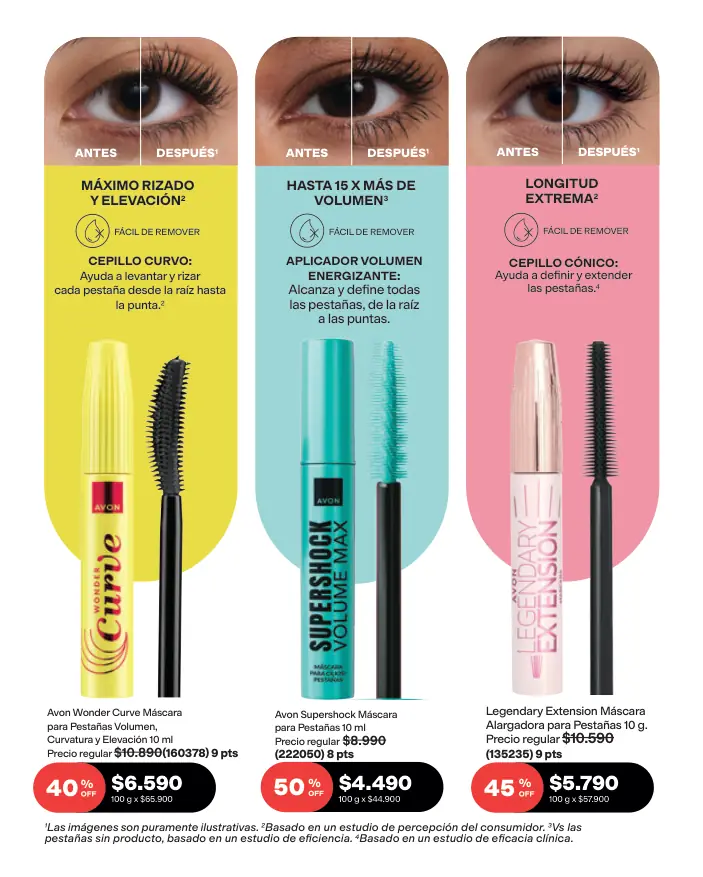 ANTES DESPUÉS¹
MÁXIMO RIZADO
Y ELEVACIÓN²
FÁCIL DE REMOVER
CEPILLO CURVO:
Ayuda a levantar y rizar
cada pestaña desde la raíz hasta
la punta.²
AVON
WONDER
Curve
Avon Wonder Curve Máscara
para Pestañas Volumen,
Curvatura y Elevación 10 ml
Precio regular $10.890(160378) 9 pts
40% OFF
$6.590
100 g x $65.900
ANTES DESPUÉS¹
HASTA 15 X MÁS DE
VOLUMEN³
FÁCIL DE REMOVER
APLICADOR VOLUMEN
ENERGIZANTE:
Alcanza y define todas
las pestañas, de la raíz
a las puntas.
AVON
SUPERSHOCK
VOLUME MAX
MÁSCARA
PARA OJOS/
PESTAÑAS
Avon Supershock Máscara
para Pestañas 10 ml
Precio regular $8.990
(222050) 8 pts
50% OFF
$4.490
100 g x $44.900
ANTES DESPUÉS¹
LONGITUD
EXTREMA²
FÁCIL DE REMOVER
CEPILLO CÓNICO:
Ayuda a definir y extender
las pestañas.⁴
AVON
LEGENDARY
EXTENSION
Legendary Extension Máscara
Alargadora para Pestañas 10 g.
Precio regular $10.590
(135235) 9 pts
45% OFF
$5.790
100 g x $57.900
¹Las imágenes son puramente ilustrativas. ²Basado en un estudio de percepción del consumidor. ³Vs las
pestañas sin producto, basado en un estudio de eficiencia. ⁴Basado en un estudio de eficacia clínica.